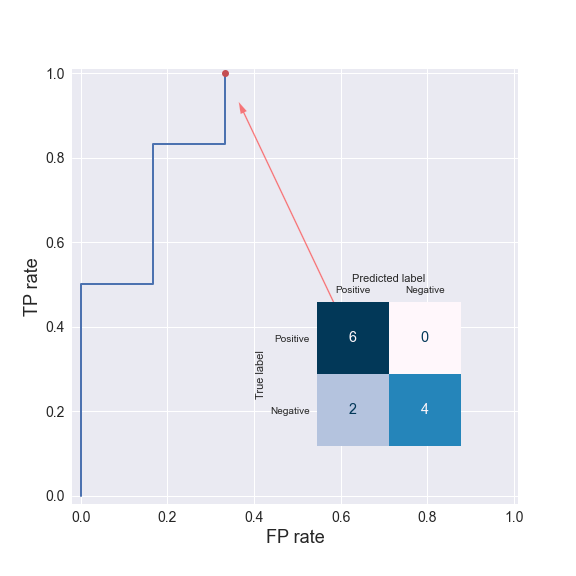 1.0
0.8
0.6
0.4
0.2
0.0
TP rate
Predicted label
Positive Negative
Positive 6 0
True label
Negative 2 4
0.0 0.2 0.4 0.6 0.8 1.0
FP rate